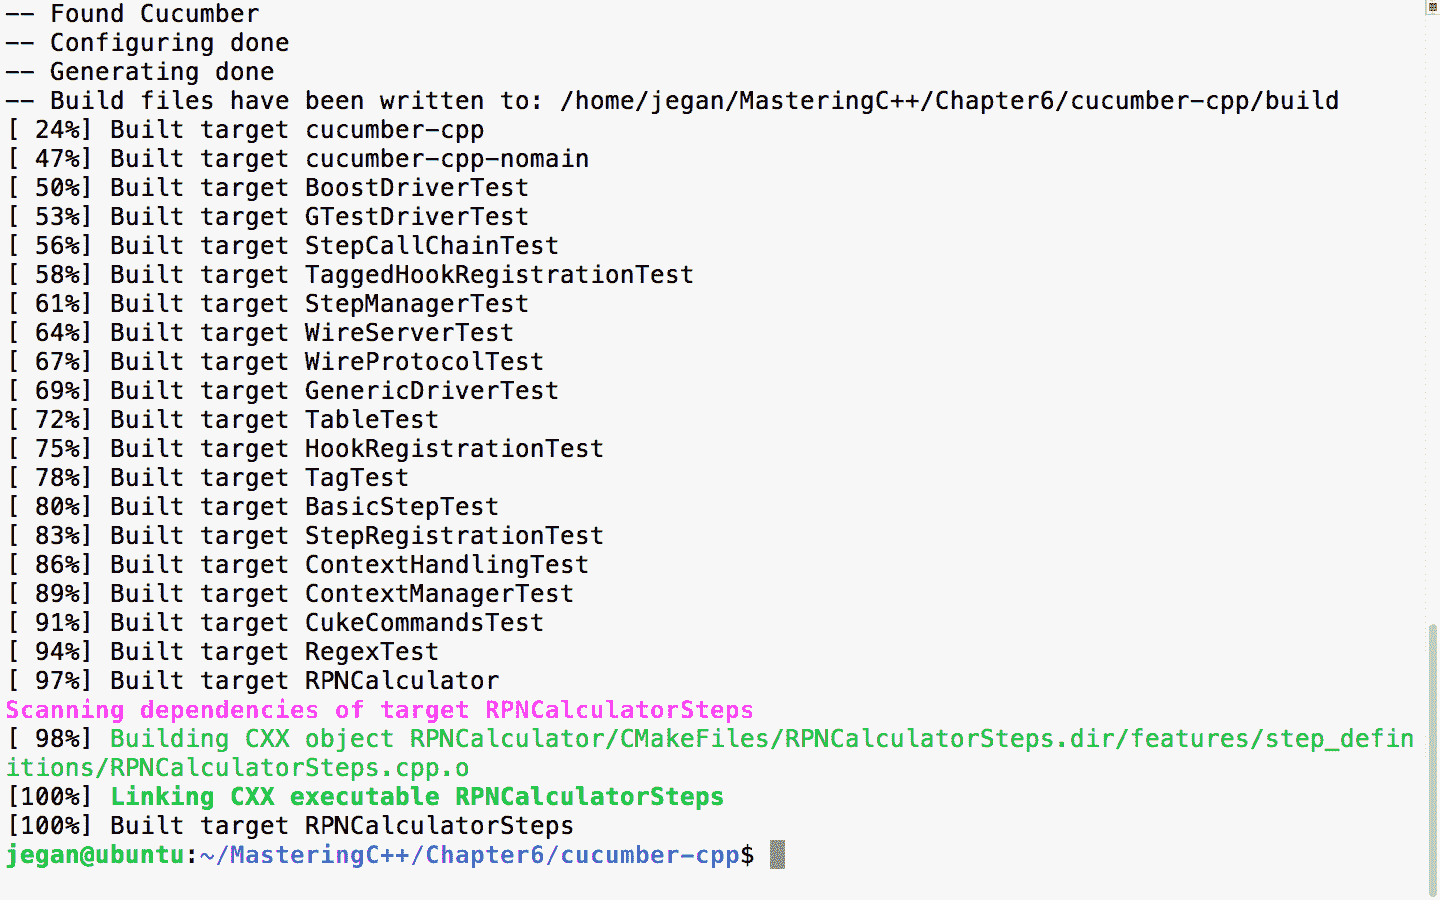 -- Found Cucumber
-- Configuring done
-- Generating done
-- Build files have been written to: /home/jegan/MasteringC++/Chapter6/cucumber-cpp/build
[ 24%] Built target cucumber-cpp
[ 47%] Built target cucumber-cpp-nomain
[ 50%] Built target BoostDriverTest
[ 53%] Built target GTestDriverTest
[ 56%] Built target StepCallChainTest
[ 58%] Built target TaggedHookRegistrationTest
[ 61%] Built target StepManagerTest
[ 64%] Built target WireServerTest
[ 67%] Built target WireProtocolTest
[ 69%] Built target GenericDriverTest
[ 72%] Built target TableTest
[ 75%] Built target HookRegistrationTest
[ 78%] Built target TagTest
[ 80%] Built target BasicStepTest
[ 83%] Built target StepRegistrationTest
[ 86%] Built target ContextHandlingTest
[ 89%] Built target ContextManagerTest
[ 91%] Built target CukeCommandsTest
[ 94%] Built target RegexTest
[ 97%] Built target RPNCalculator
Scanning dependencies of target RPNCalculatorSteps
[ 98%] Building CXX object RPNCalculator/CMakeFiles/RPNCalculatorSteps.dir/features/step_defin
itions/RPNCalculatorSteps.cpp.o
[100%] Linking CXX executable RPNCalculatorSteps
[100%] Built target RPNCalculatorSteps
jegan@ubuntu:~/MasteringC++/Chapter6/cucumber-cpp$